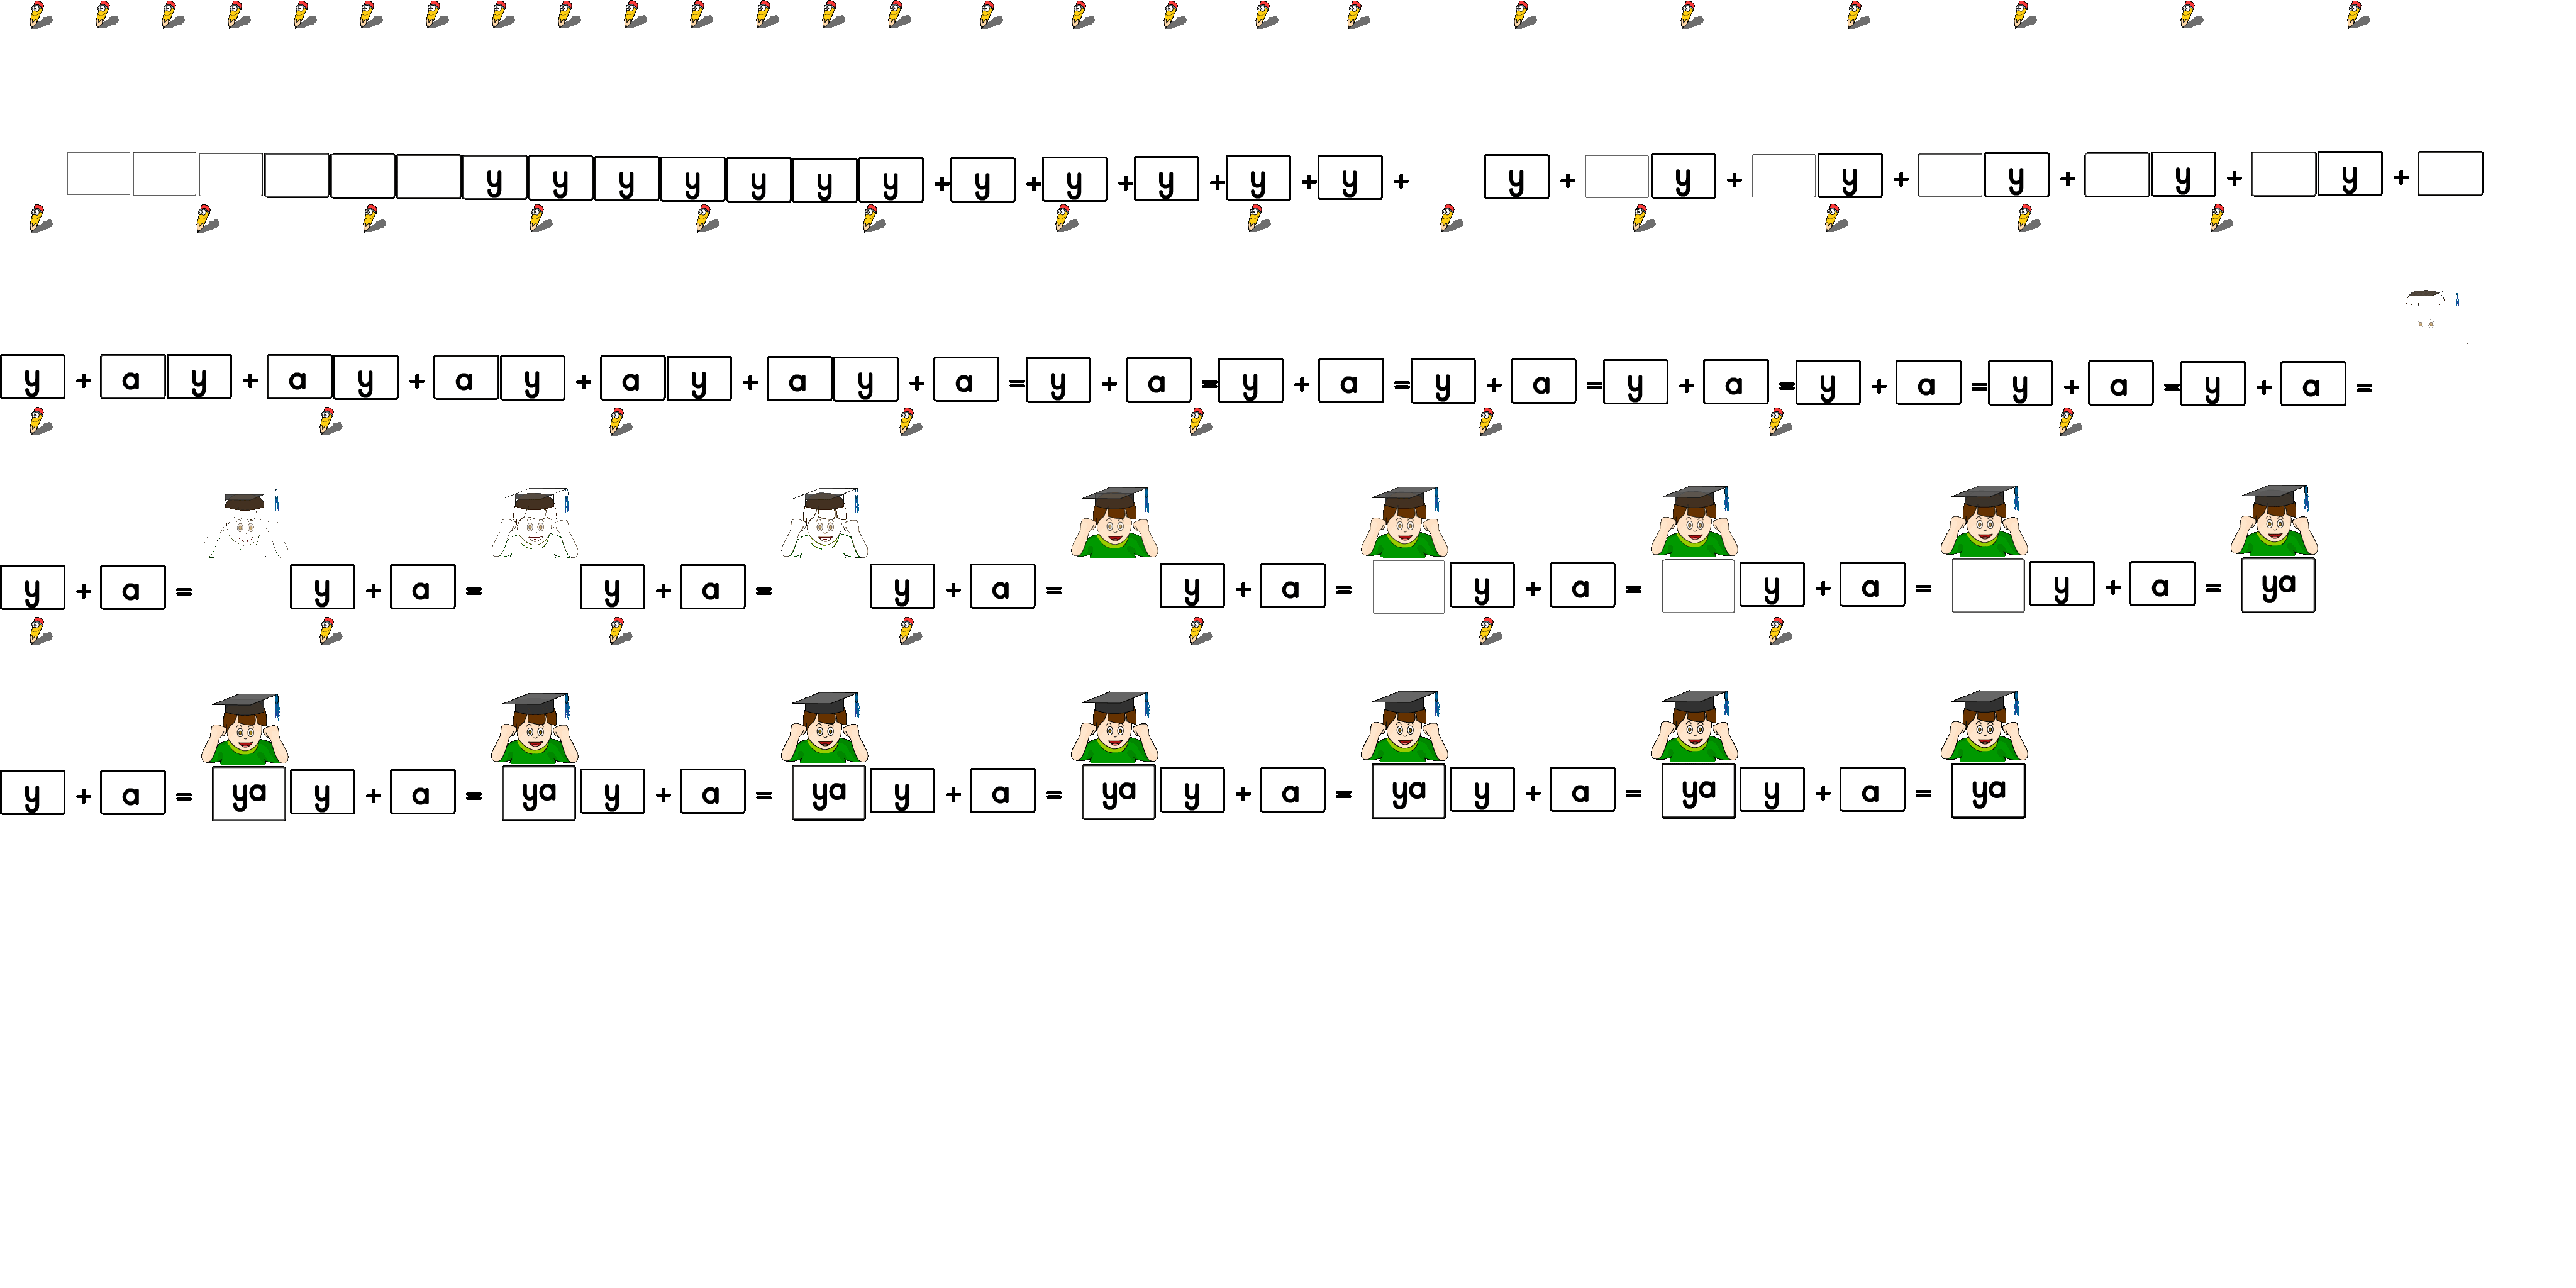 y y y y y y y + y + y + y + y + y + y + y + y + y + y + y +
y + a y + a y + a y + a y + a y + a = y + a = y + a = y + a = y + a = y + a = y + a = y + a =
y + a = y + a = y + a = y + a = y + a = y + a = y + a = y + a = ya
y + a = ya y + a = ya y + a = ya y + a = ya y + a = ya y + a = ya y + a = ya